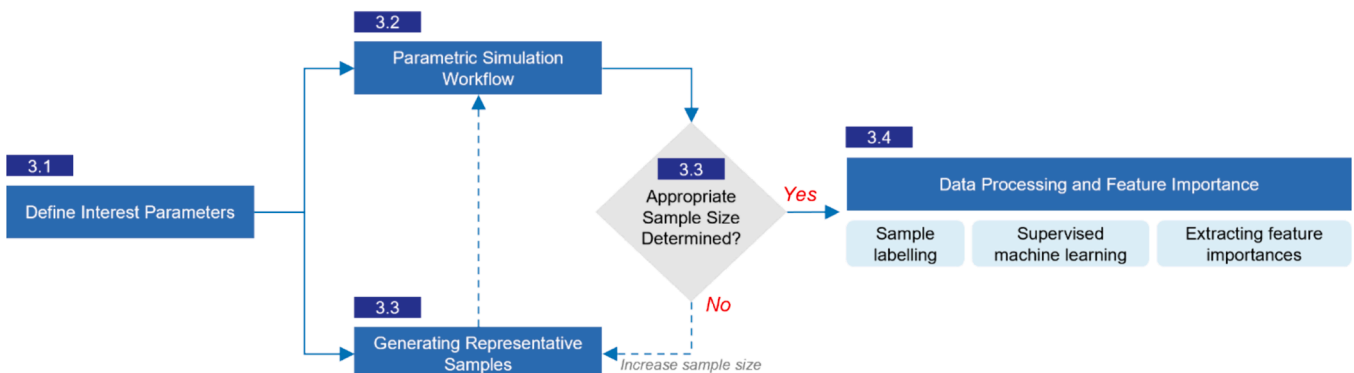 3.1
Define Interest Parameters
3.2
Parametric Simulation
Workflow
3.3
Generating Representative
Samples
3.3
Appropriate
Sample Size
Determined?
Yes
No
Increase sample size
3.4
Data Processing and Feature Importance
Sample
labelling
Supervised
machine learning
Extracting feature
importances